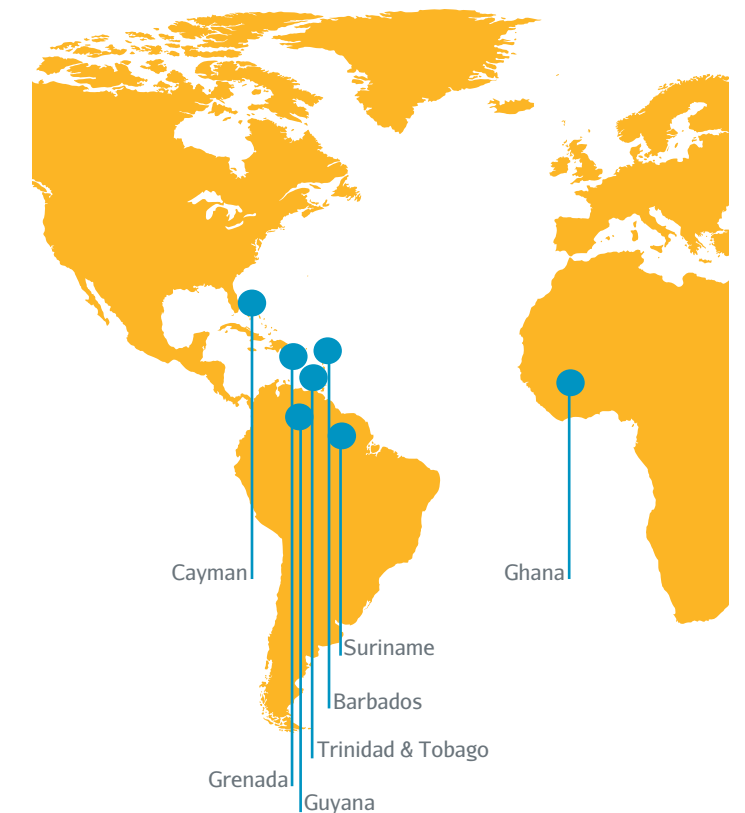 Cayman
Ghana
Suriname
Barbados
Trinidad & Tobago
Grenada
Guyana